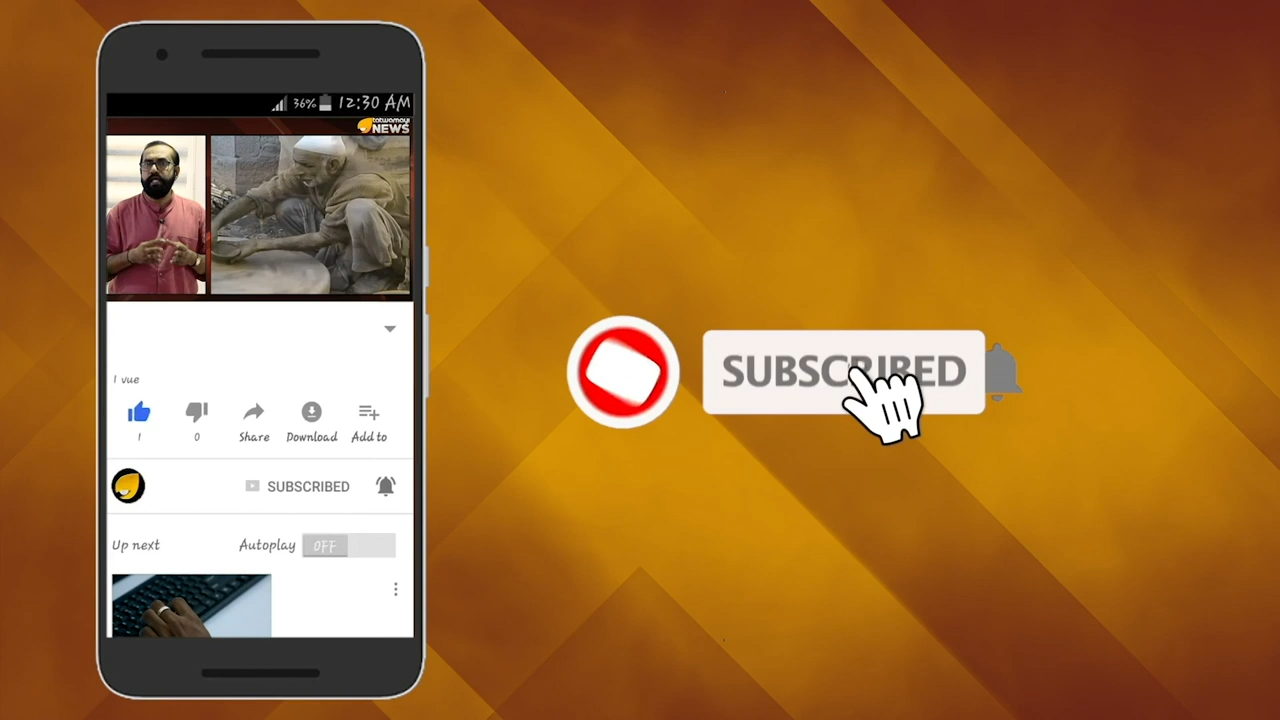 36% 12:30 AM
tatwamayi
NEWS
1 vue
1
0
Share
Download
Add to
SUBSCRIBED
Up next
Autoplay
OFF
SUBSCRIBED